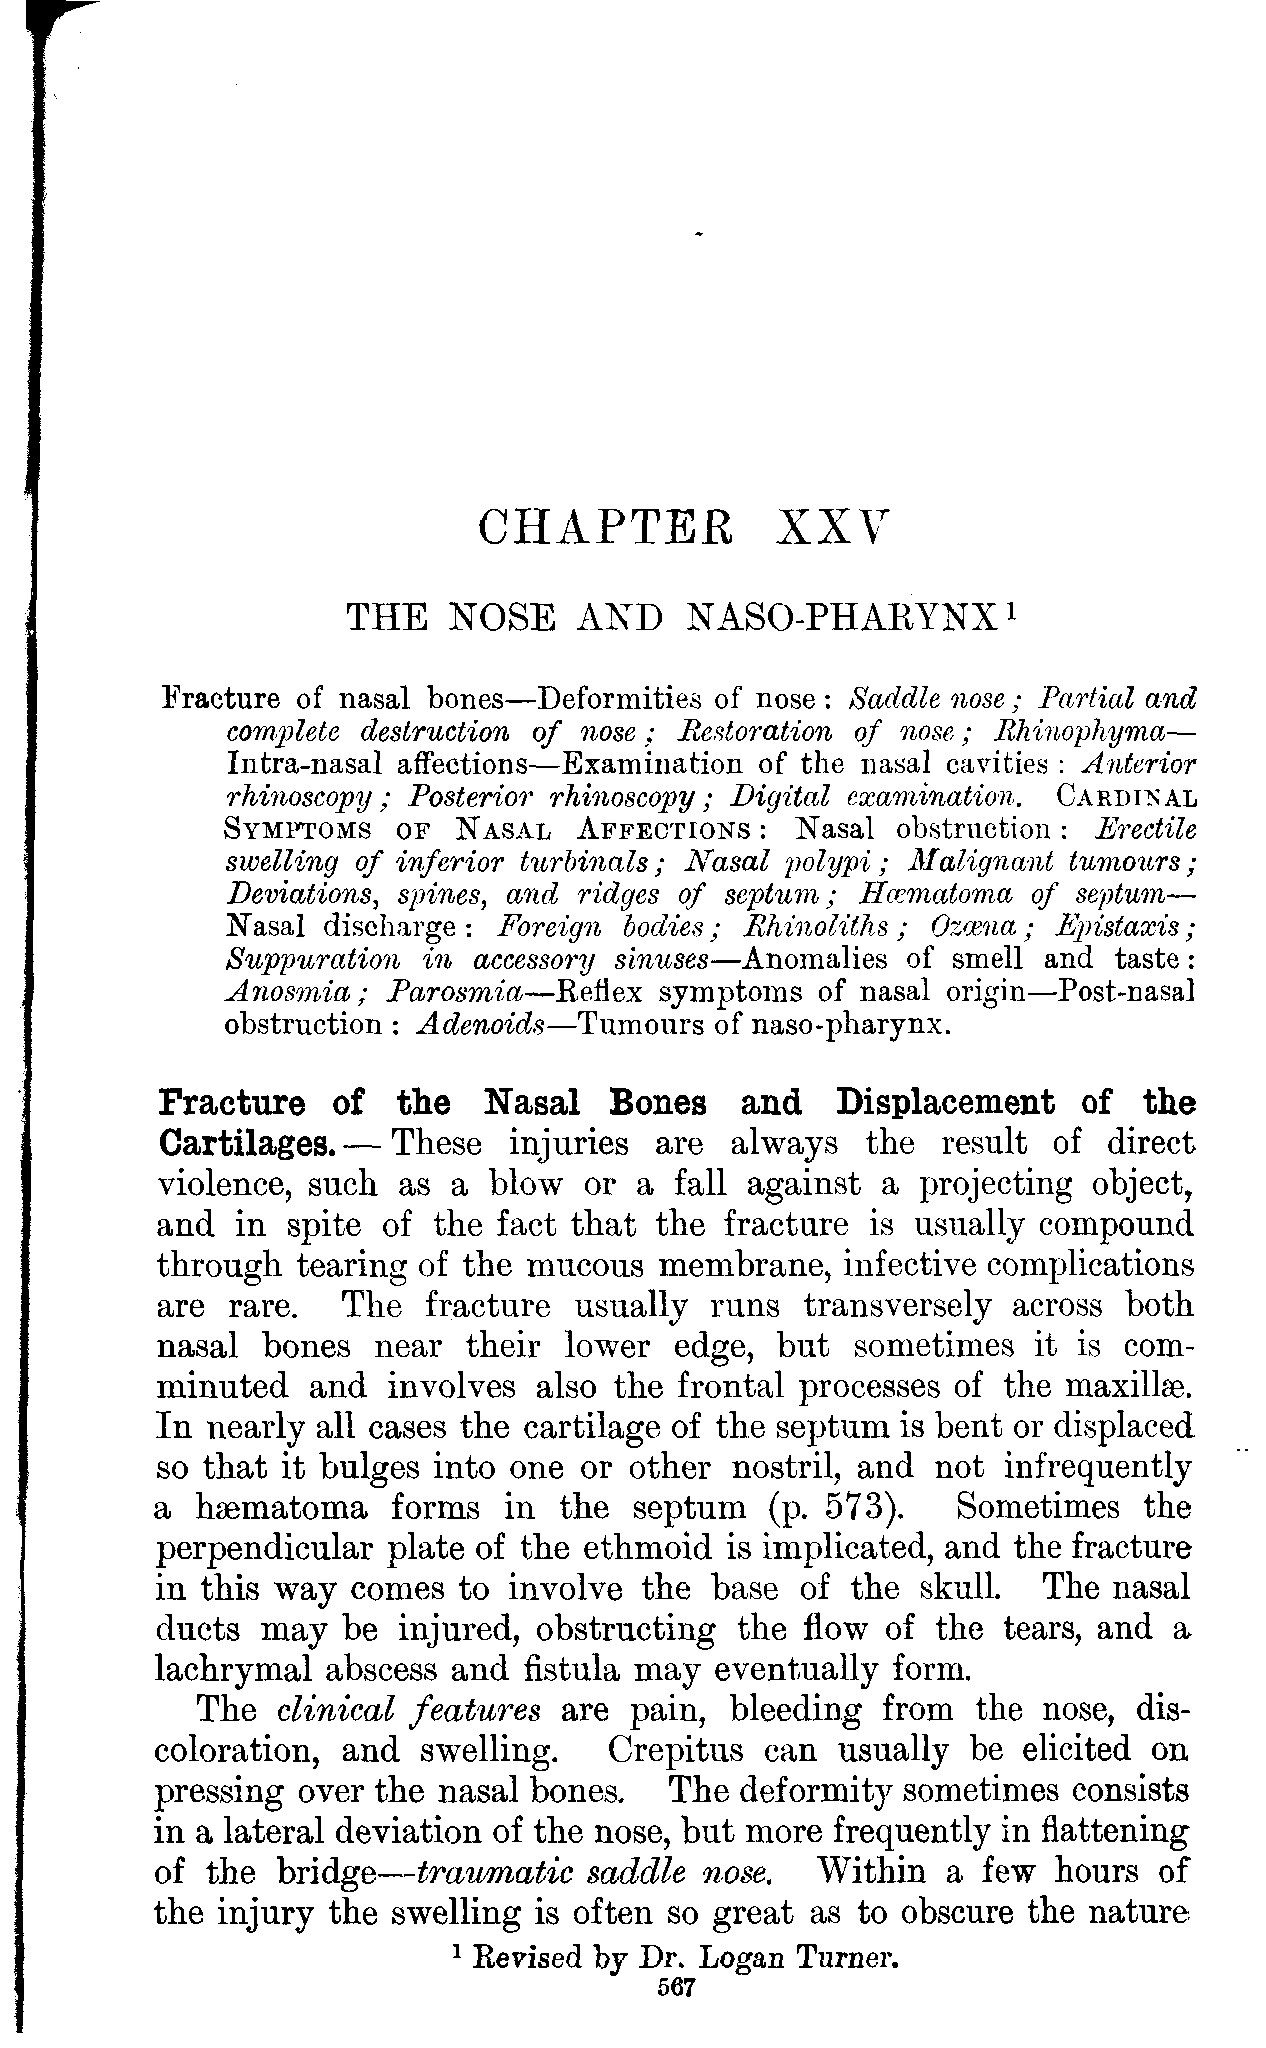 CHAPTER XXV
THE NOSE AND NASO-PHARYNX¹
Fracture of nasal bones—Deformities of nose: Saddle nose; Partial and
complete destruction of nose; Restoration of nose; Rhinophyma—
Intra-nasal affections—Examination of the nasal cavities: Anterior
rhinoscopy; Posterior rhinoscopy; Digital examination. CARDINAL
SYMPTOMS OF NASAL AFFECTIONS: Nasal obstruction: Erectile
swelling of inferior turbinals; Nasal polypi; Malignant tumours;
Deviations, spines, and ridges of septum; Hæmatoma of septum—
Nasal discharge: Foreign bodies; Rhinoliths; Ozœna; Epistaxis;
Suppuration in accessory sinuses—Anomalies of smell and taste:
Anosmia; Parosmia—Reflex symptoms of nasal origin—Post-nasal
obstruction: Adenoids—Tumours of naso-pharynx.
Fracture of the Nasal Bones and Displacement of the
Cartilages.—These injuries are always the result of direct
violence, such as a blow or a fall against a projecting object,
and in spite of the fact that the fracture is usually compound
through tearing of the mucous membrane, infective complications
are rare. The fracture usually runs transversely across both
nasal bones near their lower edge, but sometimes it is com-
minuted and involves also the frontal processes of the maxillæ.
In nearly all cases the cartilage of the septum is bent or displaced
so that it bulges into one or other nostril, and not infrequently
a hæmatoma forms in the septum (p. 573). Sometimes the
perpendicular plate of the ethmoid is implicated, and the fracture
in this way comes to involve the base of the skull. The nasal
ducts may be injured, obstructing the flow of the tears, and a
lachrymal abscess and fistula may eventually form.
The clinical features are pain, bleeding from the nose, dis-
coloration, and swelling. Crepitus can usually be elicited on
pressing over the nasal bones. The deformity sometimes consists
in a lateral deviation of the nose, but more frequently in flattening
of the bridge—traumatic saddle nose. Within a few hours of
the injury the swelling is often so great as to obscure the nature
¹ Revised by Dr. Logan Turner.
567